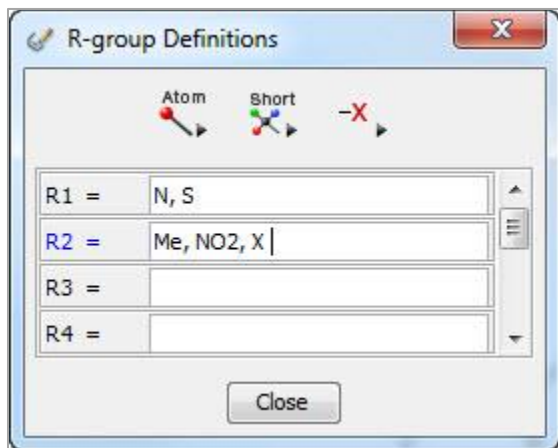 R-group Definitions
Atom Short -X
R1 = N, S
R2 = Me, NO2, X
R3 =
R4 =
Close